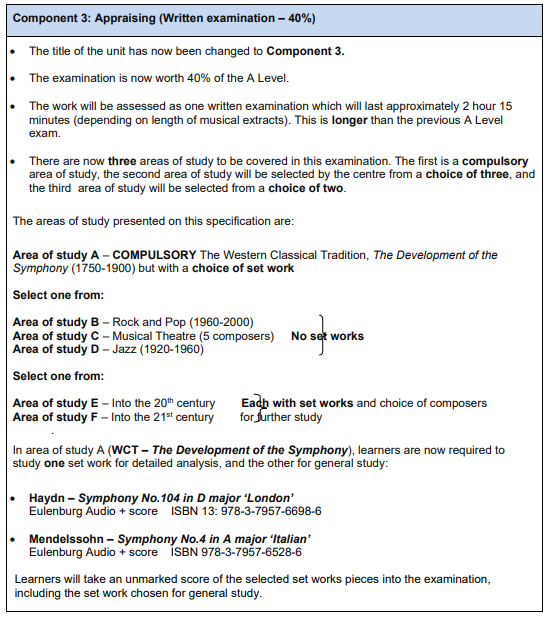 Component 3: Appraising (Written examination – 40%)
• The title of the unit has now been changed to Component 3.
• The examination is now worth 40% of the A Level.
• The work will be assessed as one written examination which will last approximately 2 hour 15
minutes (depending on length of musical extracts). This is longer than the previous A Level
exam.
• There are now three areas of study to be covered in this examination. The first is a compulsory
area of study, the second area of study will be selected by the centre from a choice of three, and
the third area of study will be selected from a choice of two.
The areas of study presented on this specification are:
Area of study A – COMPULSORY The Western Classical Tradition, The Development of the
Symphony (1750-1900) but with a choice of set work
Select one from:
Area of study B – Rock and Pop (1960-2000)
Area of study C – Musical Theatre (5 composers) No set works
Area of study D – Jazz (1920-1960)
Select one from:
Area of study E – Into the 20th century Each with set works and choice of composers
Area of study F – Into the 21st century for further study
.
In area of study A (WCT – The Development of the Symphony), learners are now required to
study one set work for detailed analysis, and the other for general study:
• Haydn – Symphony No.104 in D major ‘London’
Eulenburg Audio + score ISBN 13: 978-3-7957-6698-6
• Mendelssohn – Symphony No.4 in A major ‘Italian’
Eulenburg Audio + score ISBN 978-3-7957-6528-6
Learners will take an unmarked score of the selected set works pieces into the examination,
including the set work chosen for general study.